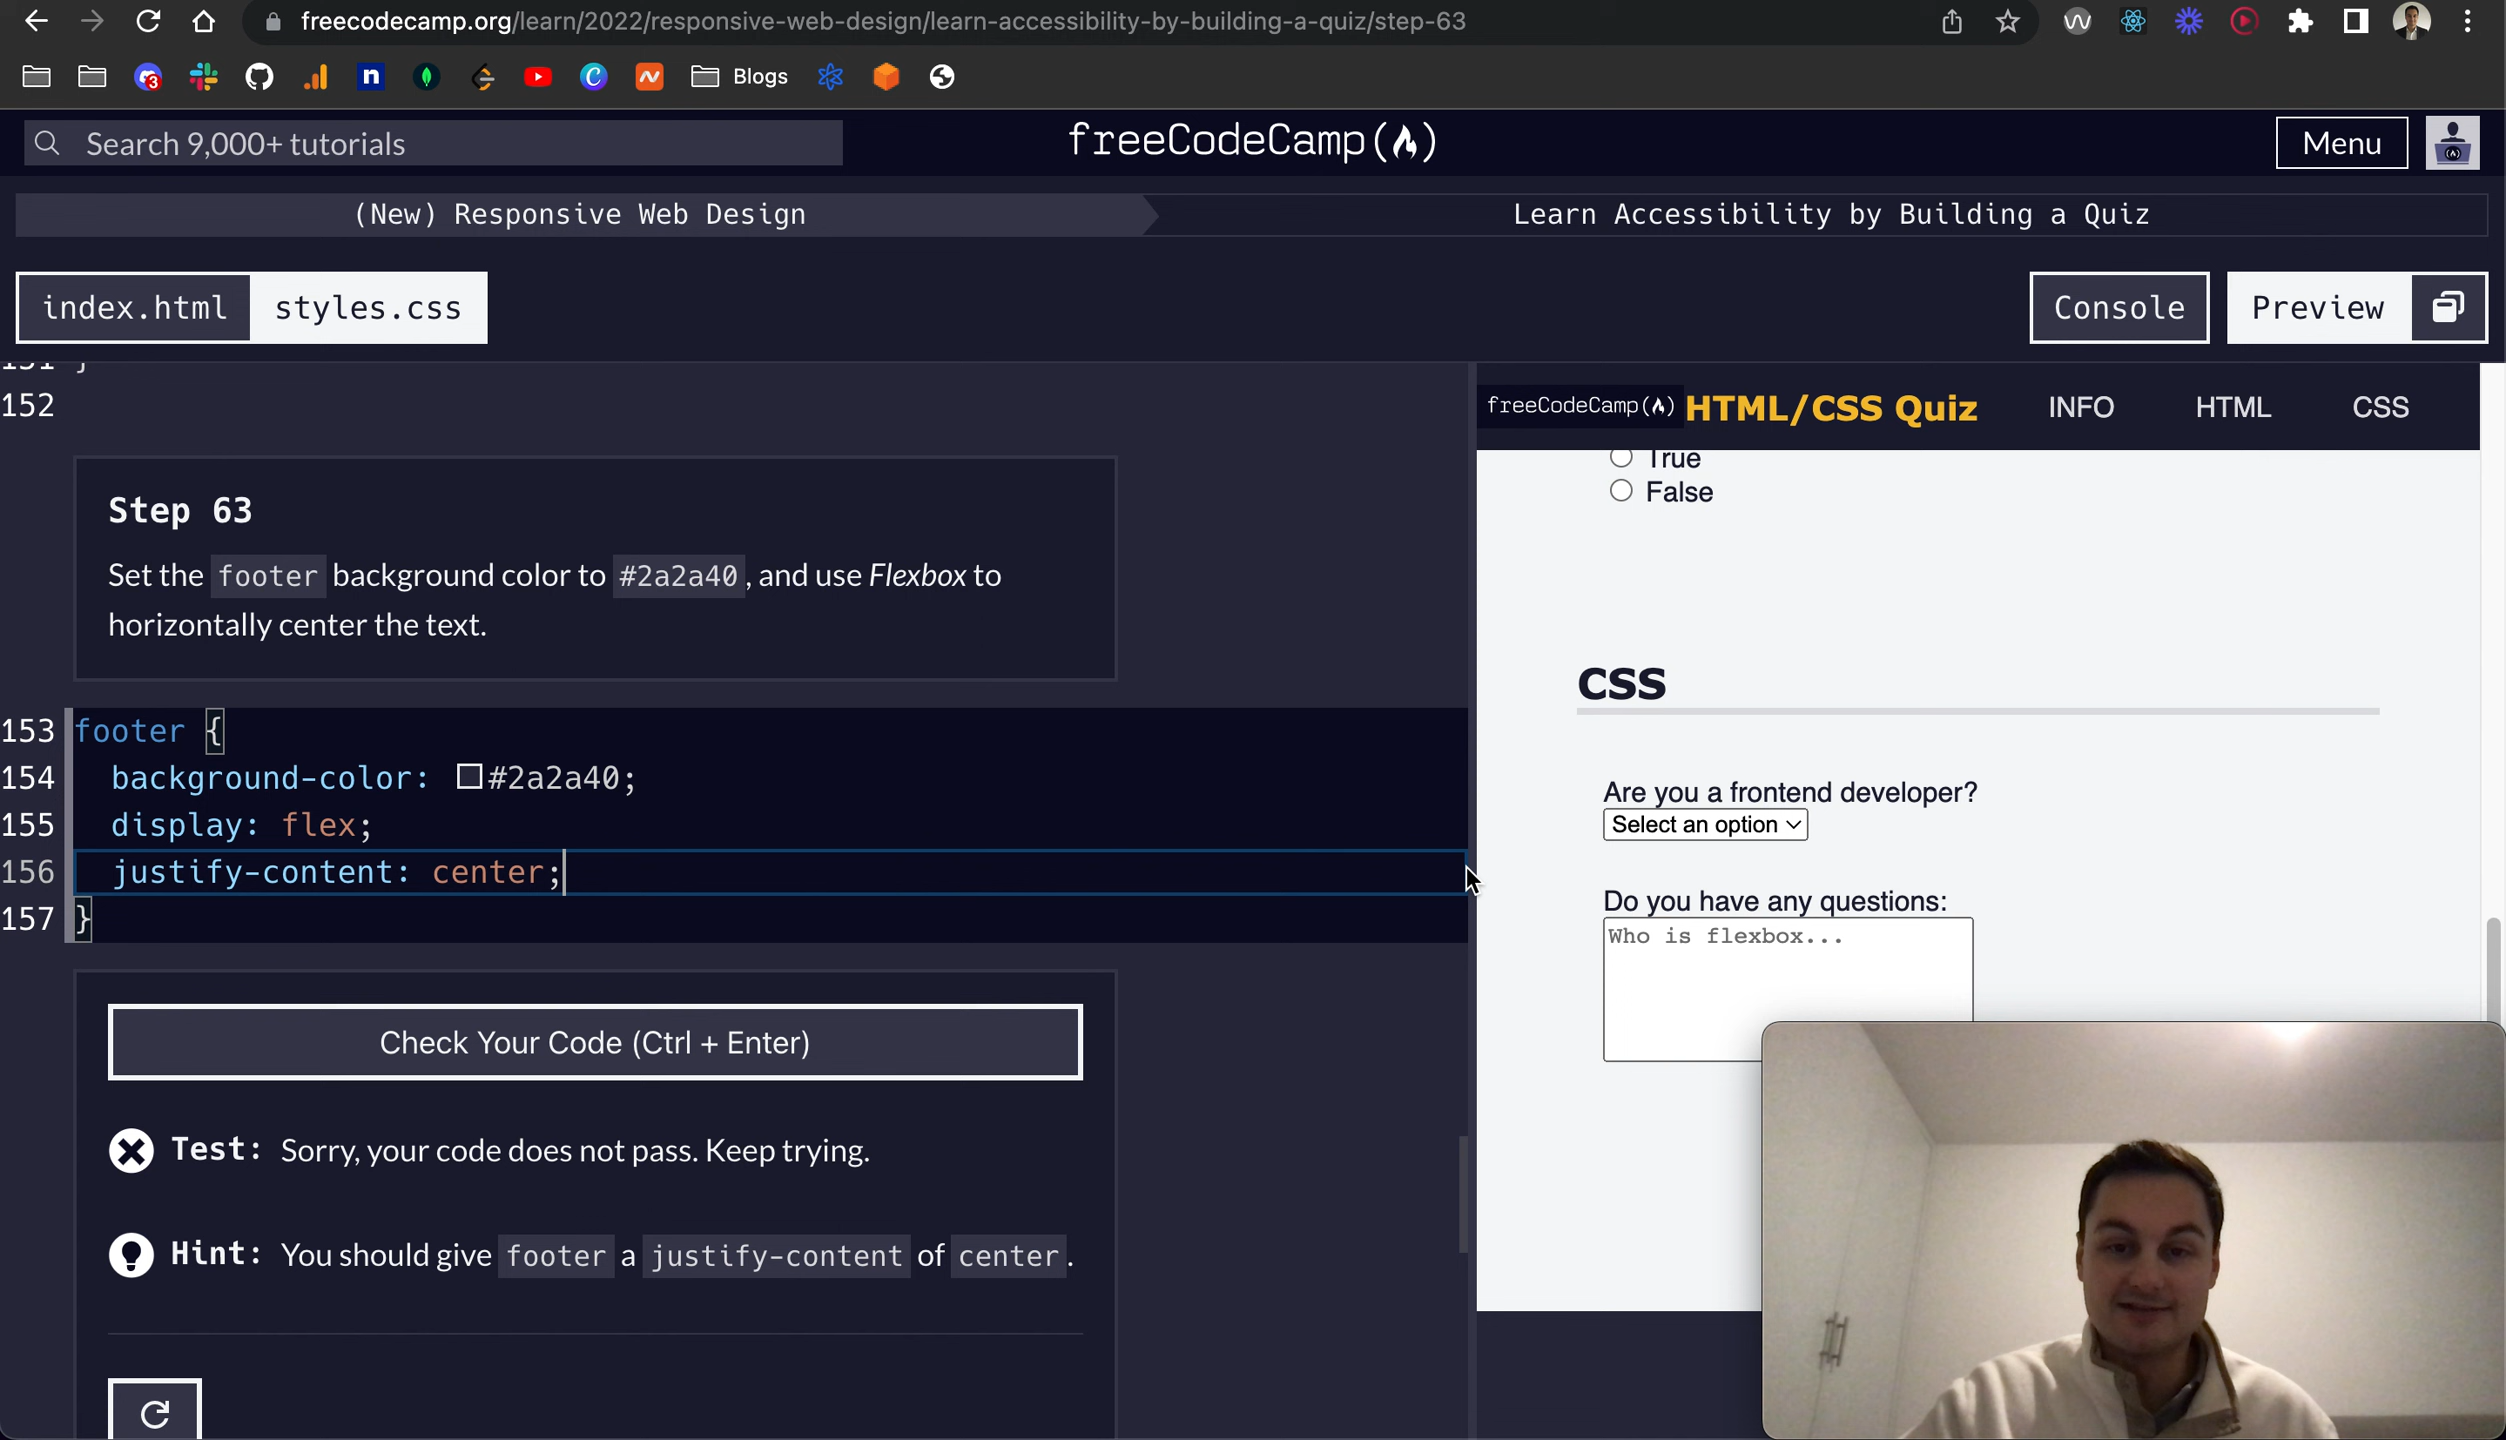 freecodecamp.org/learn/2022/responsive-web-design/learn-accessibility-by-building-a-quiz/step-63
3
n
Blogs
Search 9,000+ tutorials
freeCodeCamp
Menu
(New) Responsive Web Design
Learn Accessibility by Building a Quiz
index.html
styles.css
Console
Preview
151 }
152
Step 63
Set the footer background color to #2a2a40, and use Flexbox to
horizontally center the text.
153 footer {
154 background-color: #2a2a40;
155 display: flex;
156 justify-content: center;
157 }
Check Your Code (Ctrl + Enter)
Test: Sorry, your code does not pass. Keep trying.
Hint: You should give footer a justify-content of center.
freeCodeCamp
HTML/CSS Quiz
INFO
HTML
CSS
True
False
CSS
Are you a frontend developer?
Select an option
Do you have any questions:
Who is flexbox...